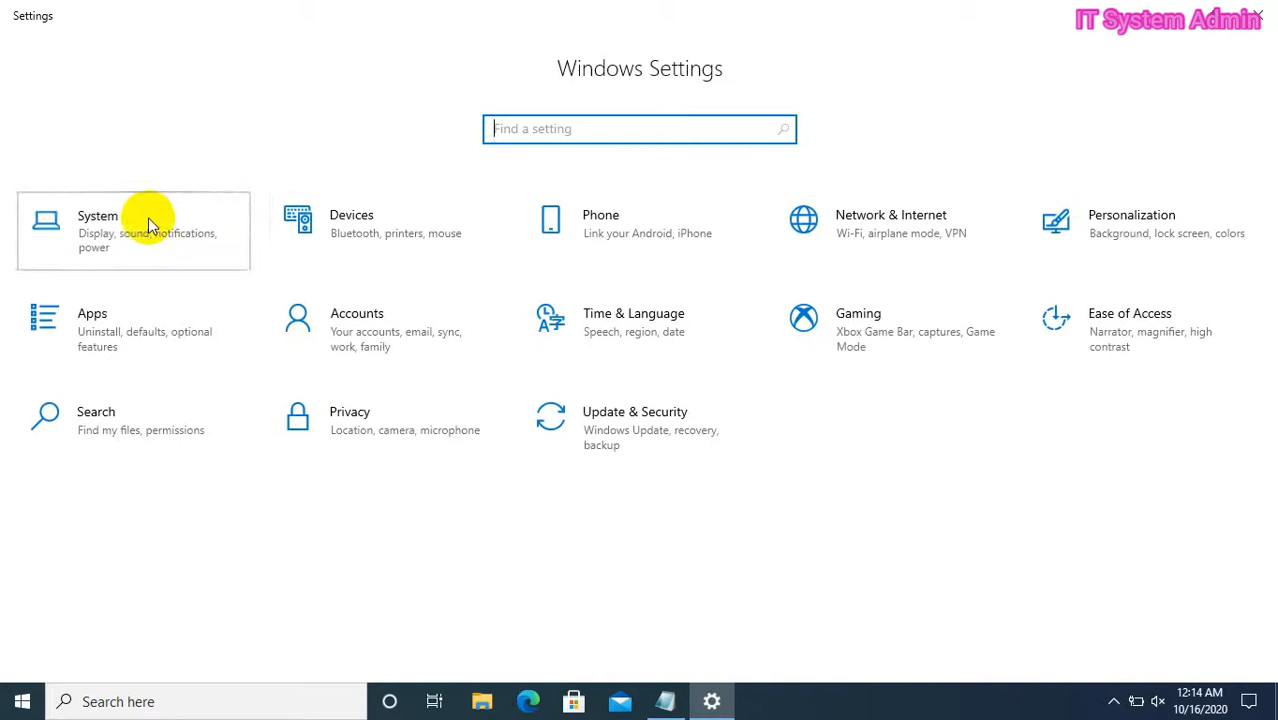 Settings
IT System Admin
Windows Settings
Find a setting
System
Display, sound, notifications,
power
Devices
Bluetooth, printers, mouse
Phone
Link your Android, iPhone
Network & Internet
Wi-Fi, airplane mode, VPN
Personalization
Background, lock screen, colors
Apps
Uninstall, defaults, optional
features
Accounts
Your accounts, email, sync,
work, family
Time & Language
Speech, region, date
Gaming
Xbox Game Bar, captures, Game
Mode
Ease of Access
Narrator, magnifier, high
contrast
Search
Find my files, permissions
Privacy
Location, camera, microphone
Update & Security
Windows Update, recovery,
backup
Search here
12:14 AM
10/16/2020